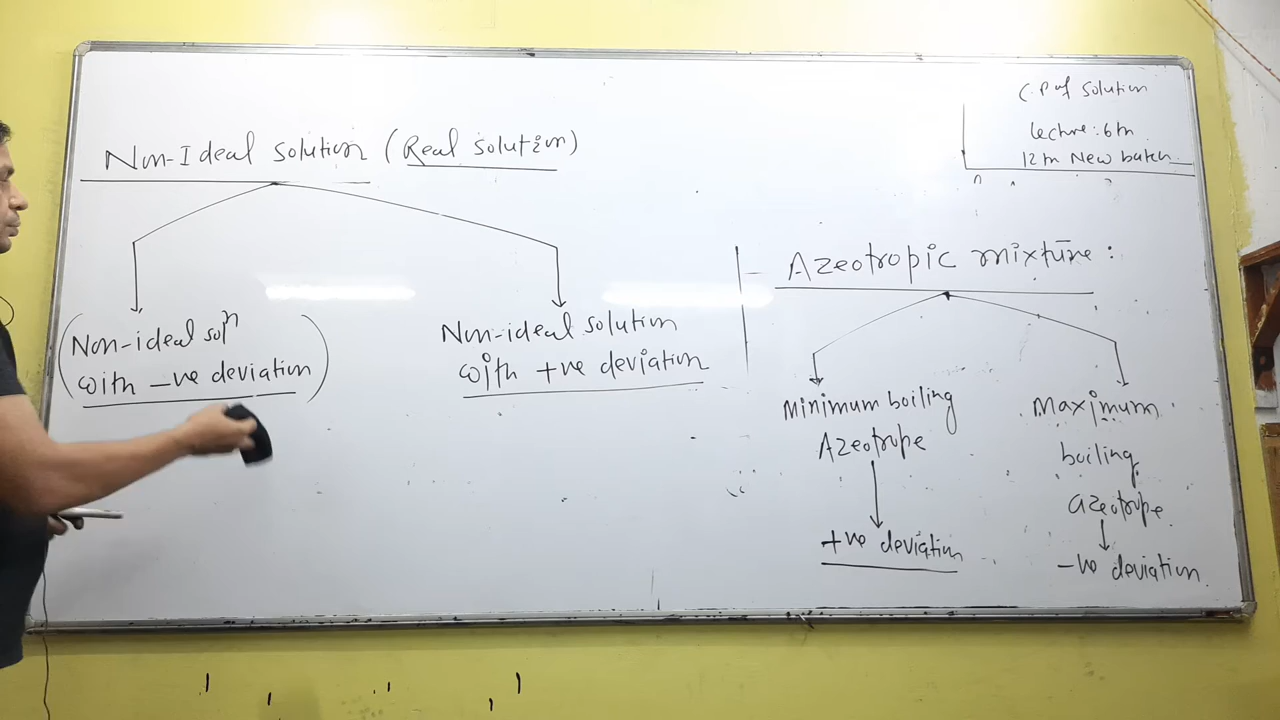 C.P of Solution
Lecture: 6th
12th New batch
Non-Ideal solution (Real solution)
Non-ideal solⁿ
with -ve deviation
Non-ideal solution
with +ve deviation
Azeotropic mixture :
Minimum boiling
Azeotrope
+ve deviation
Maximum
boiling
azeotrope
-ve deviation